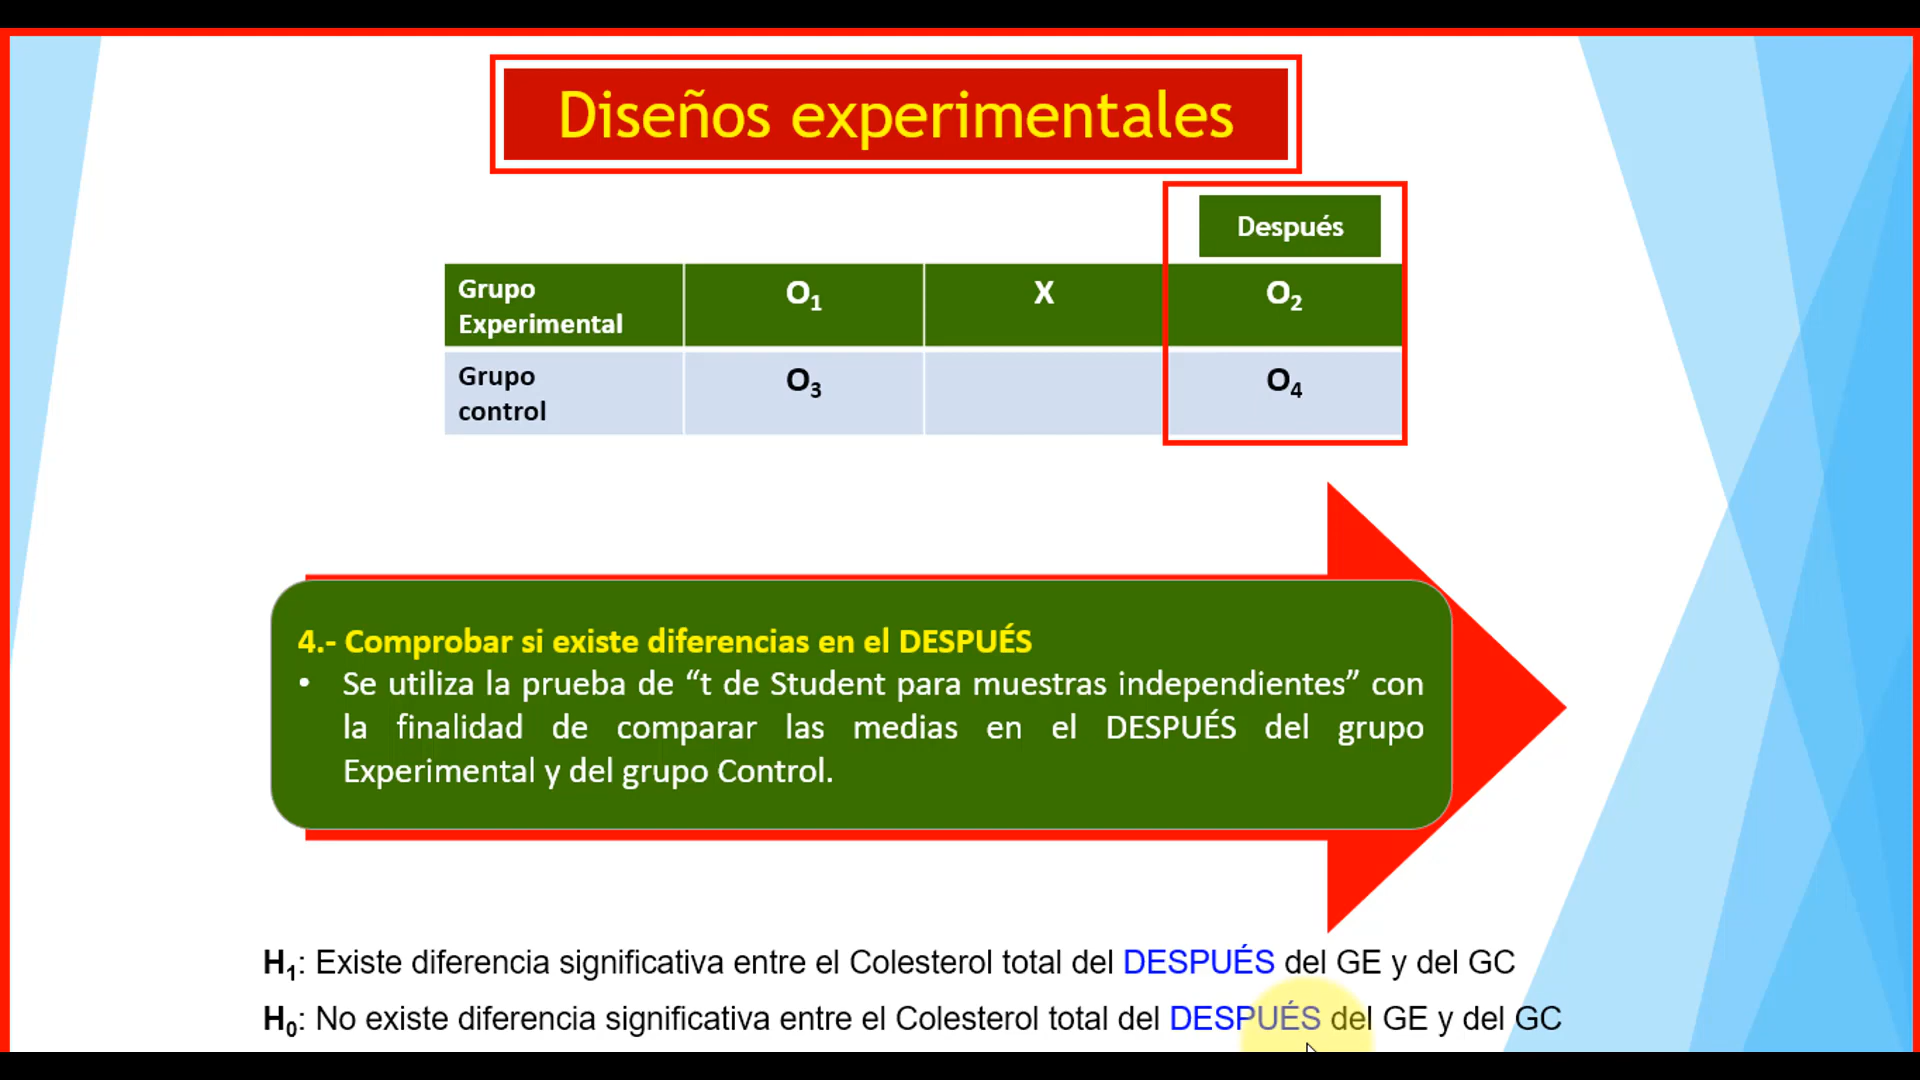 Diseños experimentales
Después
Grupo Experimental O₁ X O₂
Grupo control O₃ O₄
4.- Comprobar si existe diferencias en el DESPUÉS
• Se utiliza la prueba de “t de Student para muestras independientes” con
la finalidad de comparar las medias en el DESPUÉS del grupo
Experimental y del grupo Control.
H₁: Existe diferencia significativa entre el Colesterol total del DESPUÉS del GE y del GC
H₀: No existe diferencia significativa entre el Colesterol total del DESPUÉS del GE y del GC